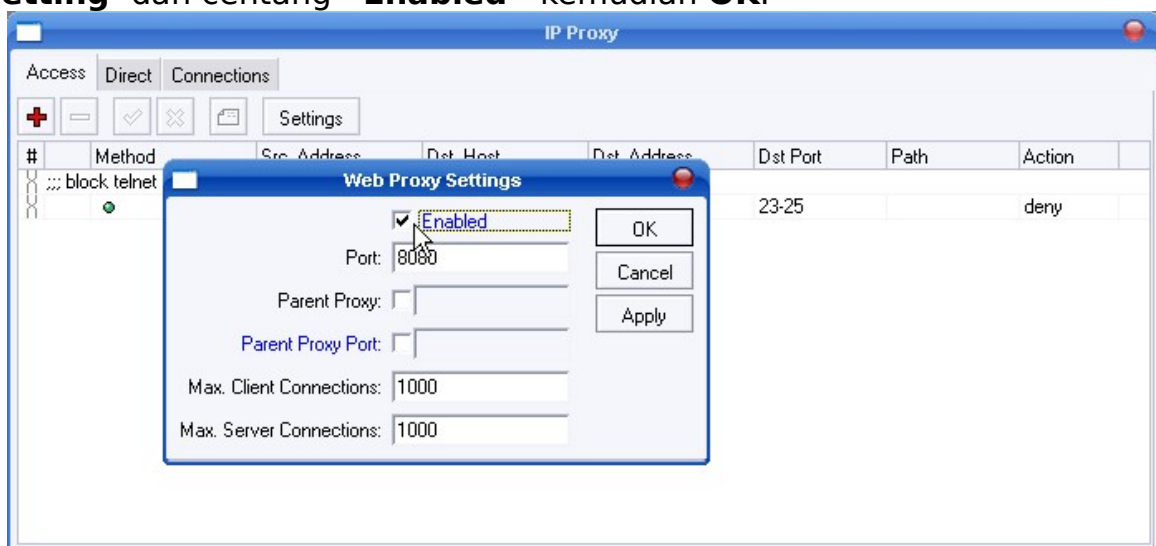 etting" dan centang "Enabled" kemudian OK.
IP Proxy
Access Direct Connections
Settings
# Method Src. Address Dst. Host Dst. Address Dst Port Path Action
;;; block telnet
23-25 deny
Web Proxy Settings
Enabled
OK
Port: 8080
Cancel
Parent Proxy:
Apply
Parent Proxy Port:
Max. Client Connections: 1000
Max. Server Connections: 1000